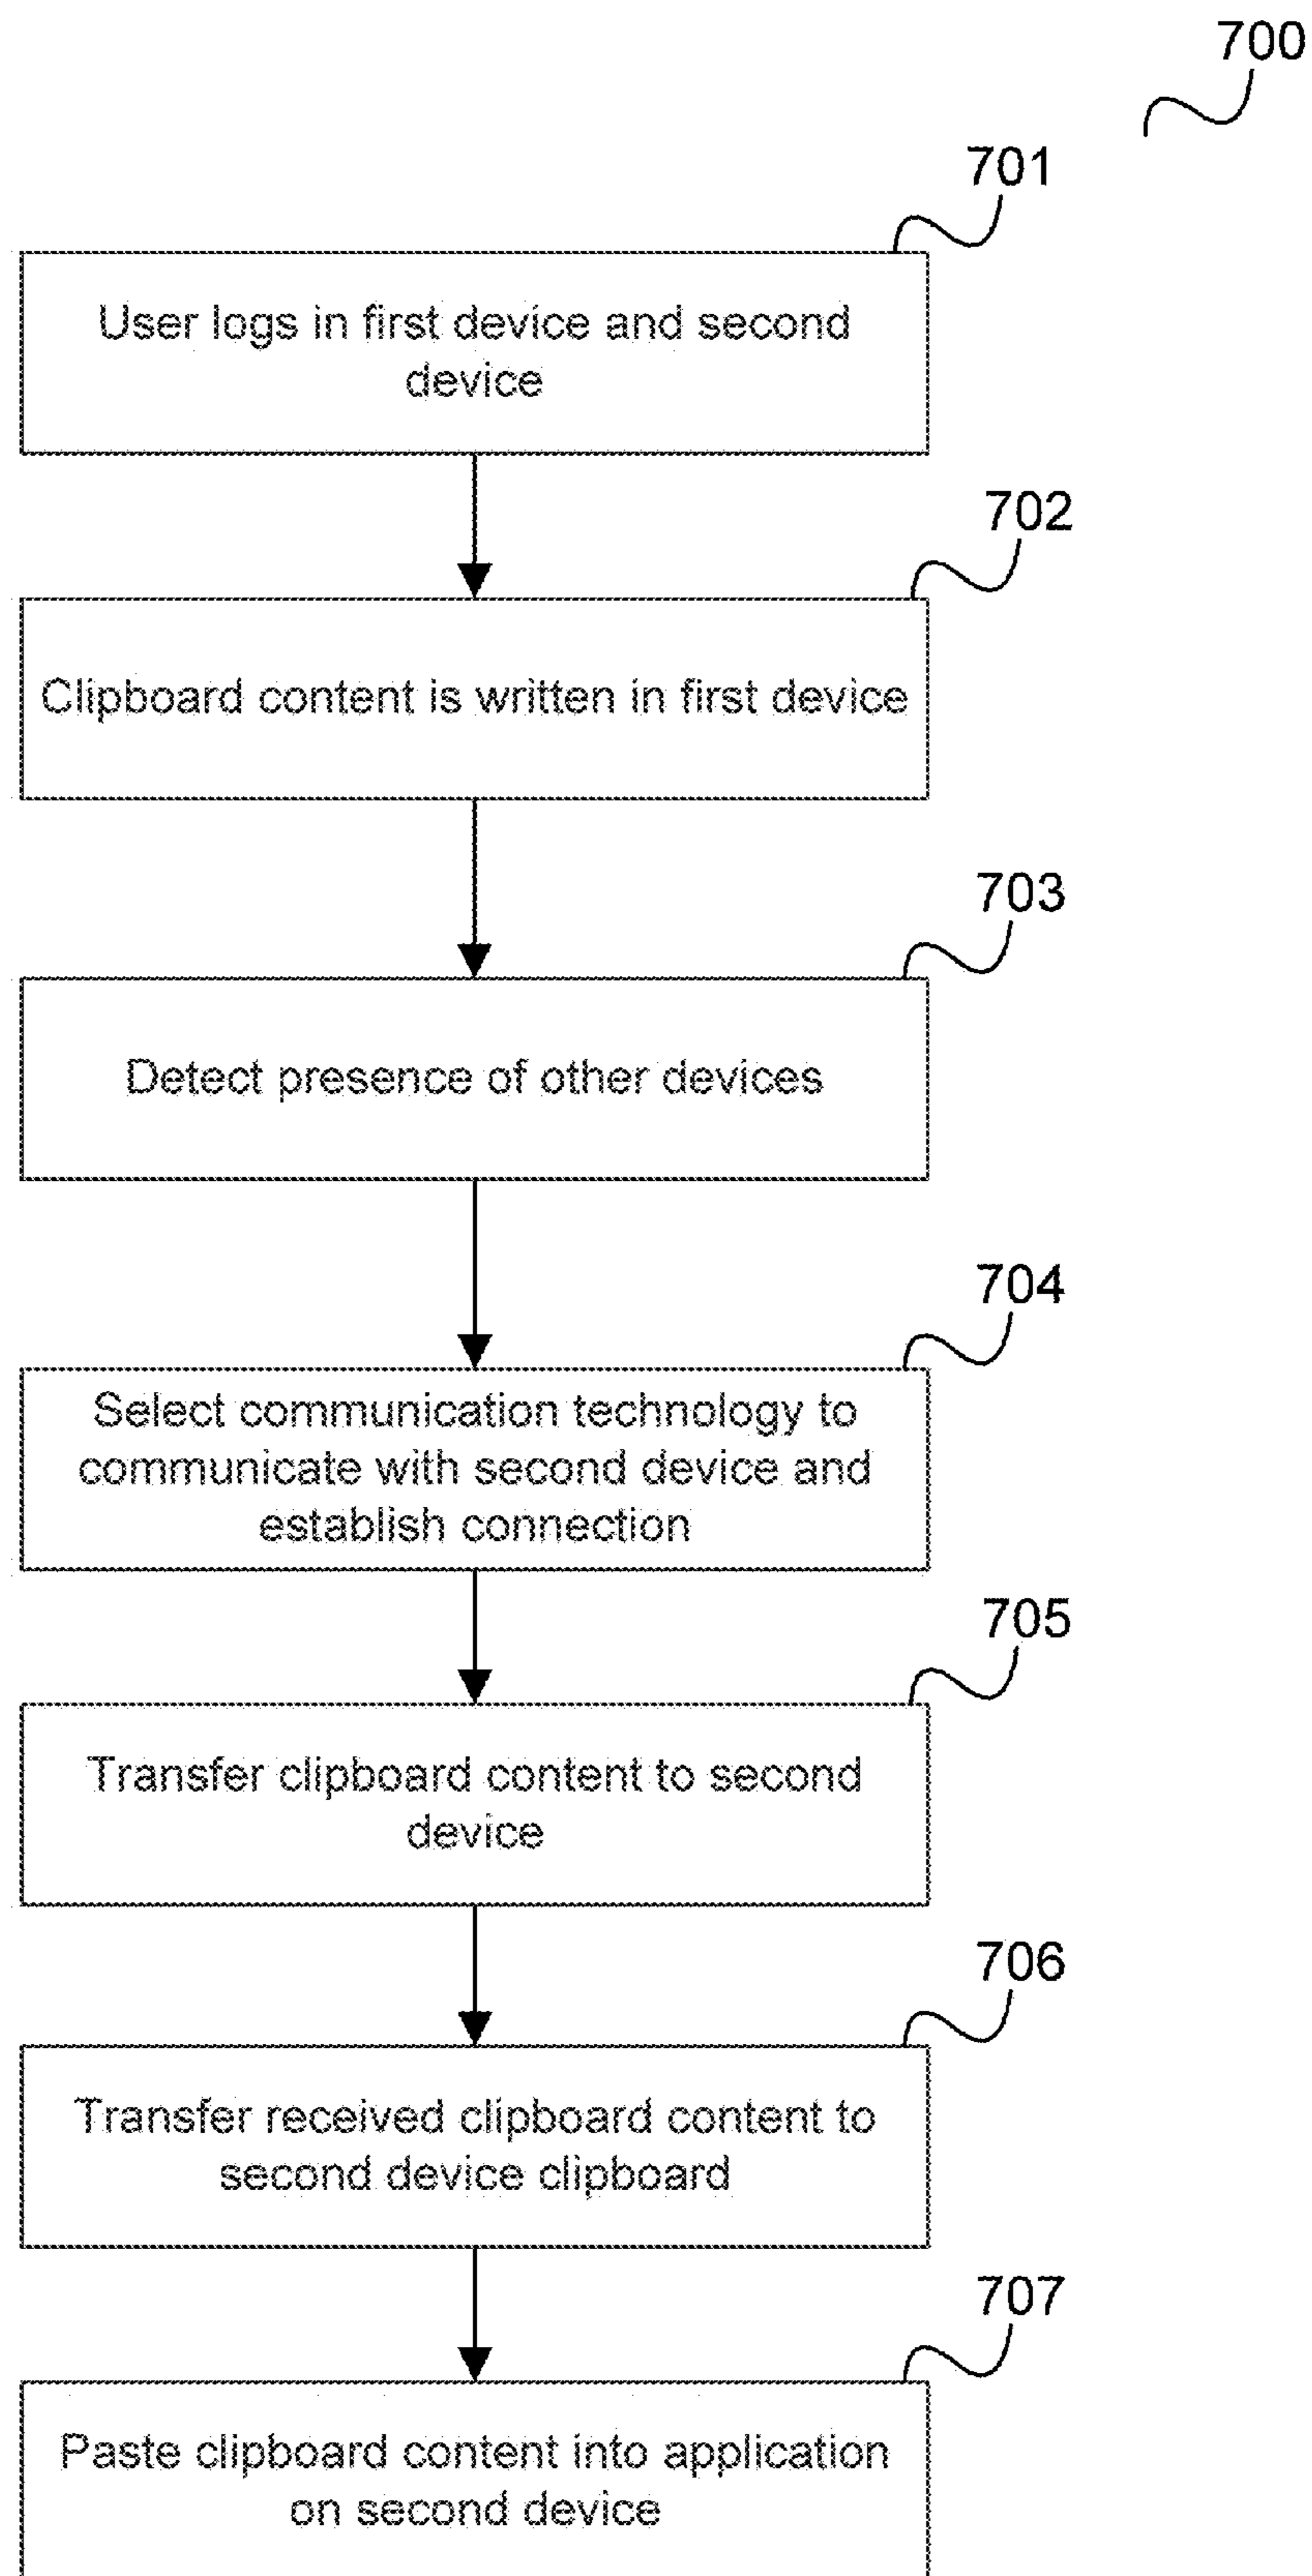 700
701
User logs in first device and second
device
702
Clipboard content is written in first device
703
Detect presence of other devices
704
Select communication technology to
communicate with second device and
establish connection
705
Transfer clipboard content to second
device
706
Transfer received clipboard content to
second device clipboard
707
Paste clipboard content into application
on second device